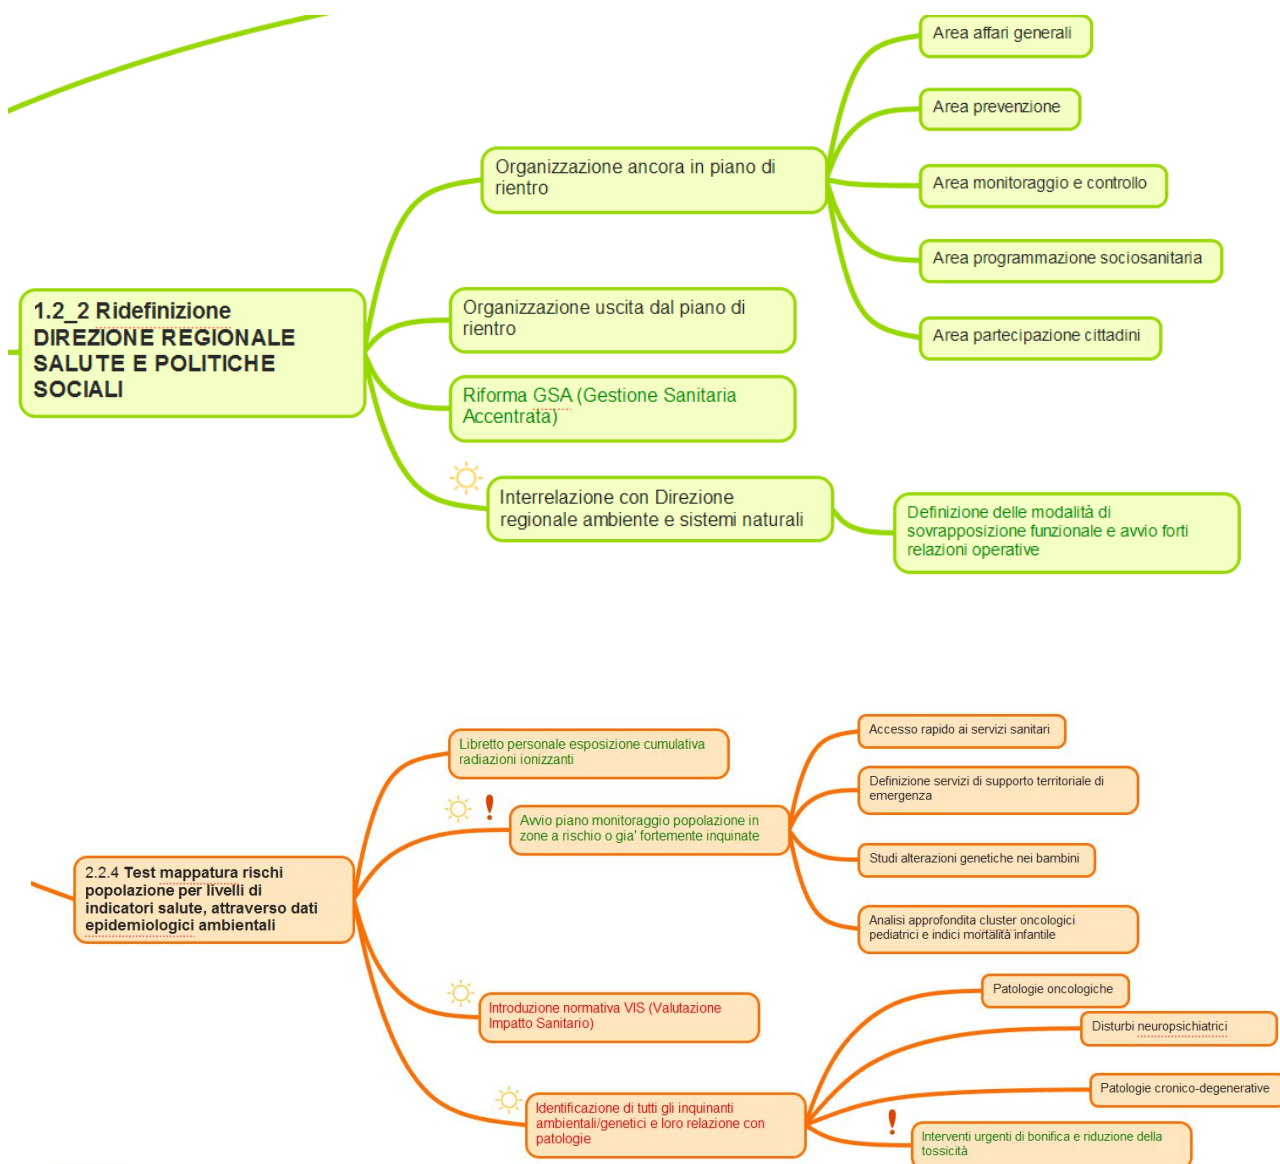 Area affari generali
Area prevenzione
Organizzazione ancora in piano di
rientro
Area monitoraggio e controllo
Area programmazione sociosanitaria
Area partecipazione cittadini
1.2_2 Ridefinizione
DIREZIONE REGIONALE
SALUTE E POLITICHE
SOCIALI
Organizzazione uscita dal piano di
rientro
Riforma GSA (Gestione Sanitaria
Accentrata)
Interrelazione con Direzione
regionale ambiente e sistemi naturali
Definizione delle modalità di
sovrapposizione funzionale e avvio forti
relazioni operative
2.2.4 Test mappatura rischi
popolazione per livelli di
indicatori salute, attraverso dati
epidemiologici ambientali
Libretto personale esposizione cumulativa
radiazioni ionizzanti
Avvio piano monitoraggio popolazione in
zone a rischio o gia' fortemente inquinate
Accesso rapido ai servizi sanitari
Definizione servizi di supporto territoriale di
emergenza
Studi alterazioni genetiche nei bambini
Analisi approfondita cluster oncologici
pediatrici e indici mortalità infantile
Introduzione normativa VIS (Valutazione
Impatto Sanitario)
Identificazione di tutti gli inquinanti
ambientali/genetici e loro relazione con
patologie
Patologie oncologiche
Disturbi neuropsichiatrici
Patologie cronico-degenerative
Interventi urgenti di bonifica e riduzione della
tossicità